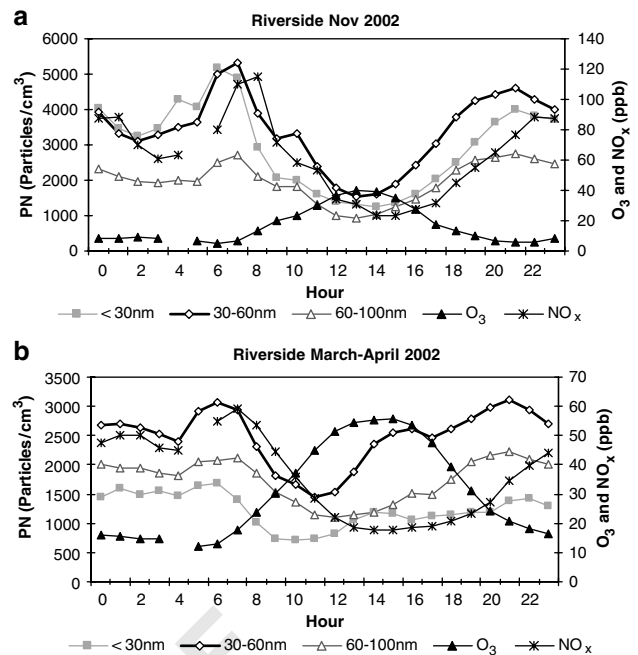 a
Riverside Nov 2002
6000
5000
4000
3000
2000
1000
0
PN (Particles/cm³)
140
120
100
80
60
40
20
0
O₃ and NOₓ (ppb)
0 2 4 6 8 10 12 14 16 18 20 22
Hour
< 30nm 30-60nm 60-100nm O₃ NOₓ
b
Riverside March-April 2002
3500
3000
2500
2000
1500
1000
500
0
PN (Particles/cm³)
70
60
50
40
30
20
10
0
O₃ and NOₓ (ppb)
0 2 4 6 8 10 12 14 16 18 20 22
Hour
< 30nm 30-60nm 60-100nm O₃ NOₓ